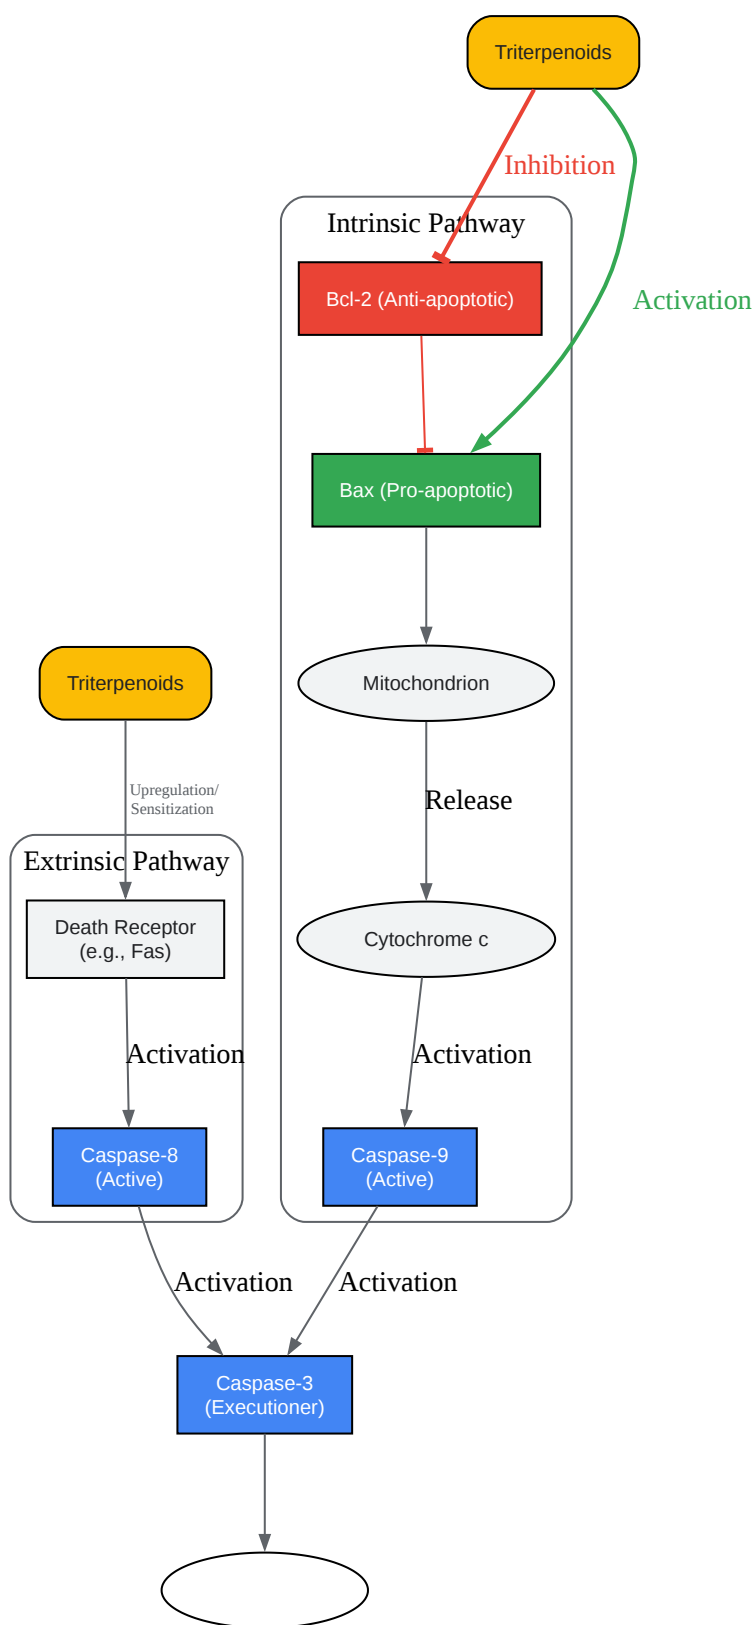 Triterpenoids
Inhibition
Intrinsic Pathway
Bcl-2 (Anti-apoptotic)
Activation
Bax (Pro-apoptotic)
Triterpenoids
Mitochondrion
Upregulation/
Sensitization
Release
Extrinsic Pathway
Death Receptor
(e.g., Fas)
Cytochrome c
Activation
Activation
Caspase-8
(Active)
Caspase-9
(Active)
Activation
Activation
Caspase-3
(Executioner)